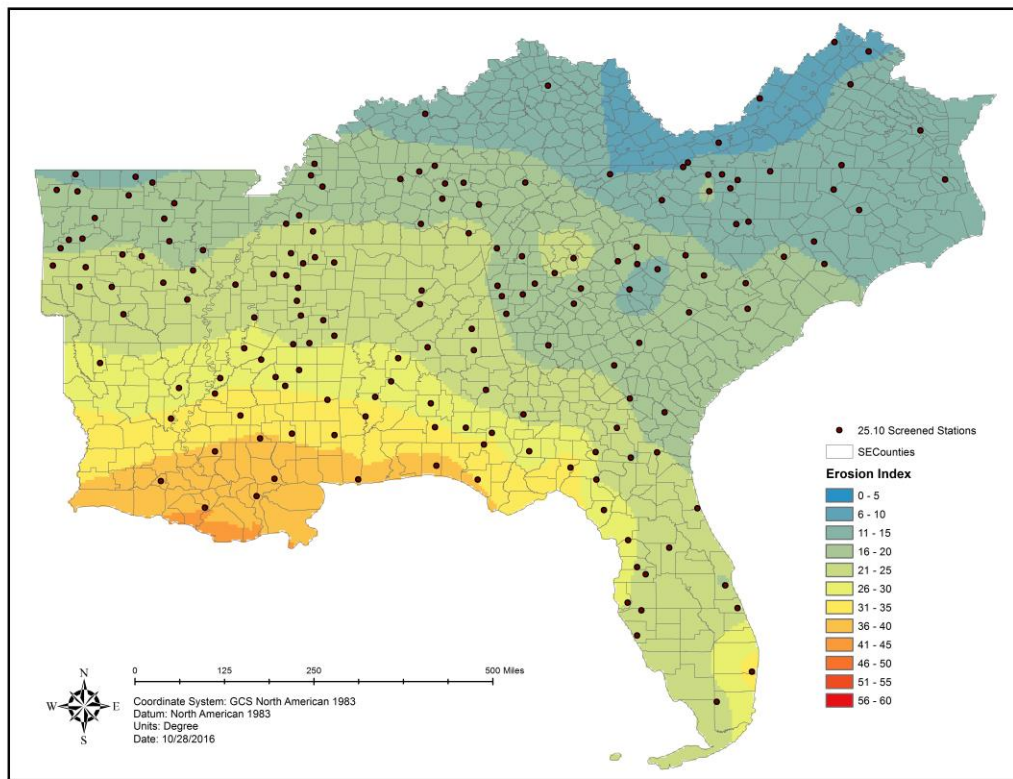 25.10 Screened Stations
SECounties
Erosion Index
0 - 5
6 - 10
11 - 15
16 - 20
21 - 25
26 - 30
31 - 35
36 - 40
41 - 45
46 - 50
51 - 55
56 - 60
0 125 250 500 Miles
N
W E
S
Coordinate System: GCS North American 1983
Datum: North American 1983
Units: Degree
Date: 10/28/2016